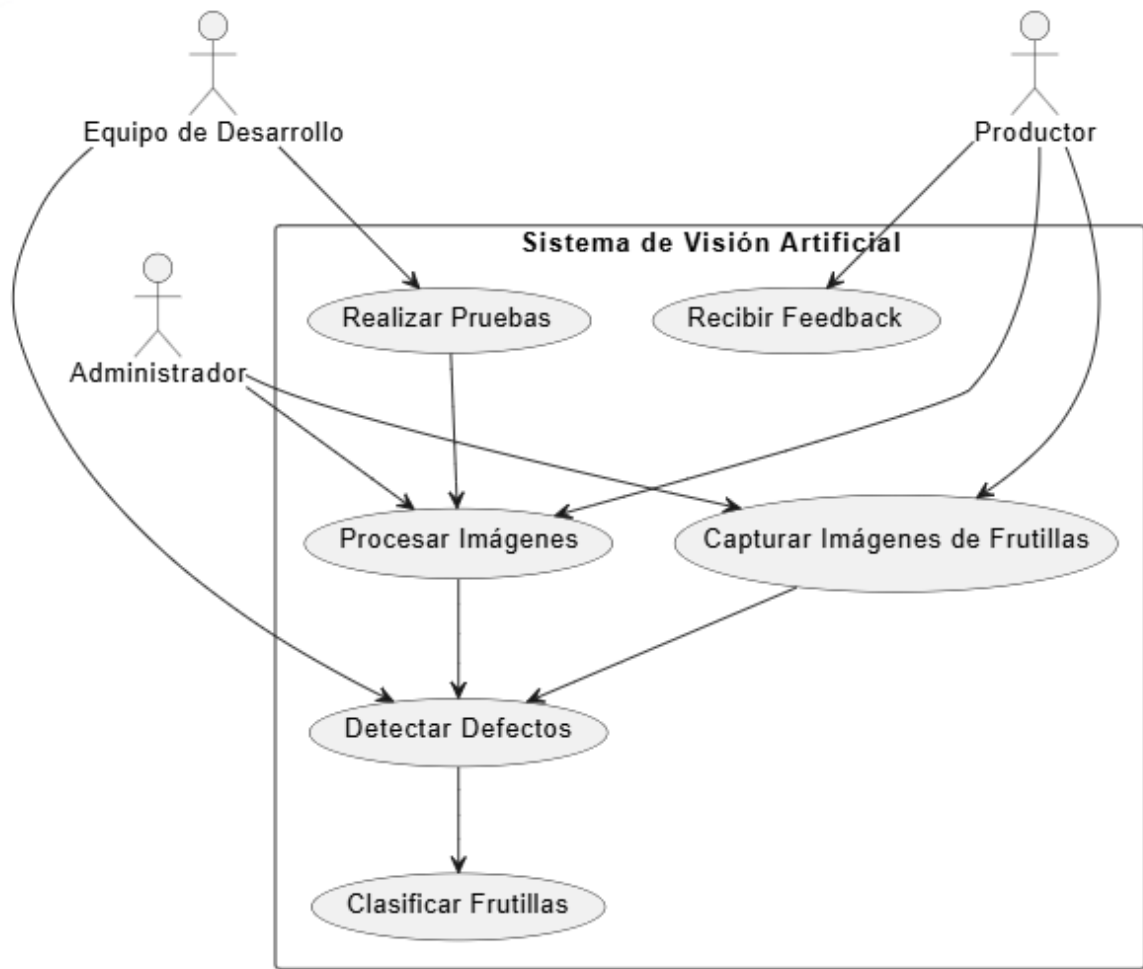 Equipo de Desarrollo
Productor
Sistema de Visión Artificial
Realizar Pruebas
Recibir Feedback
Administrador
Procesar Imágenes
Capturar Imágenes de Frutillas
Detectar Defectos
Clasificar Frutillas